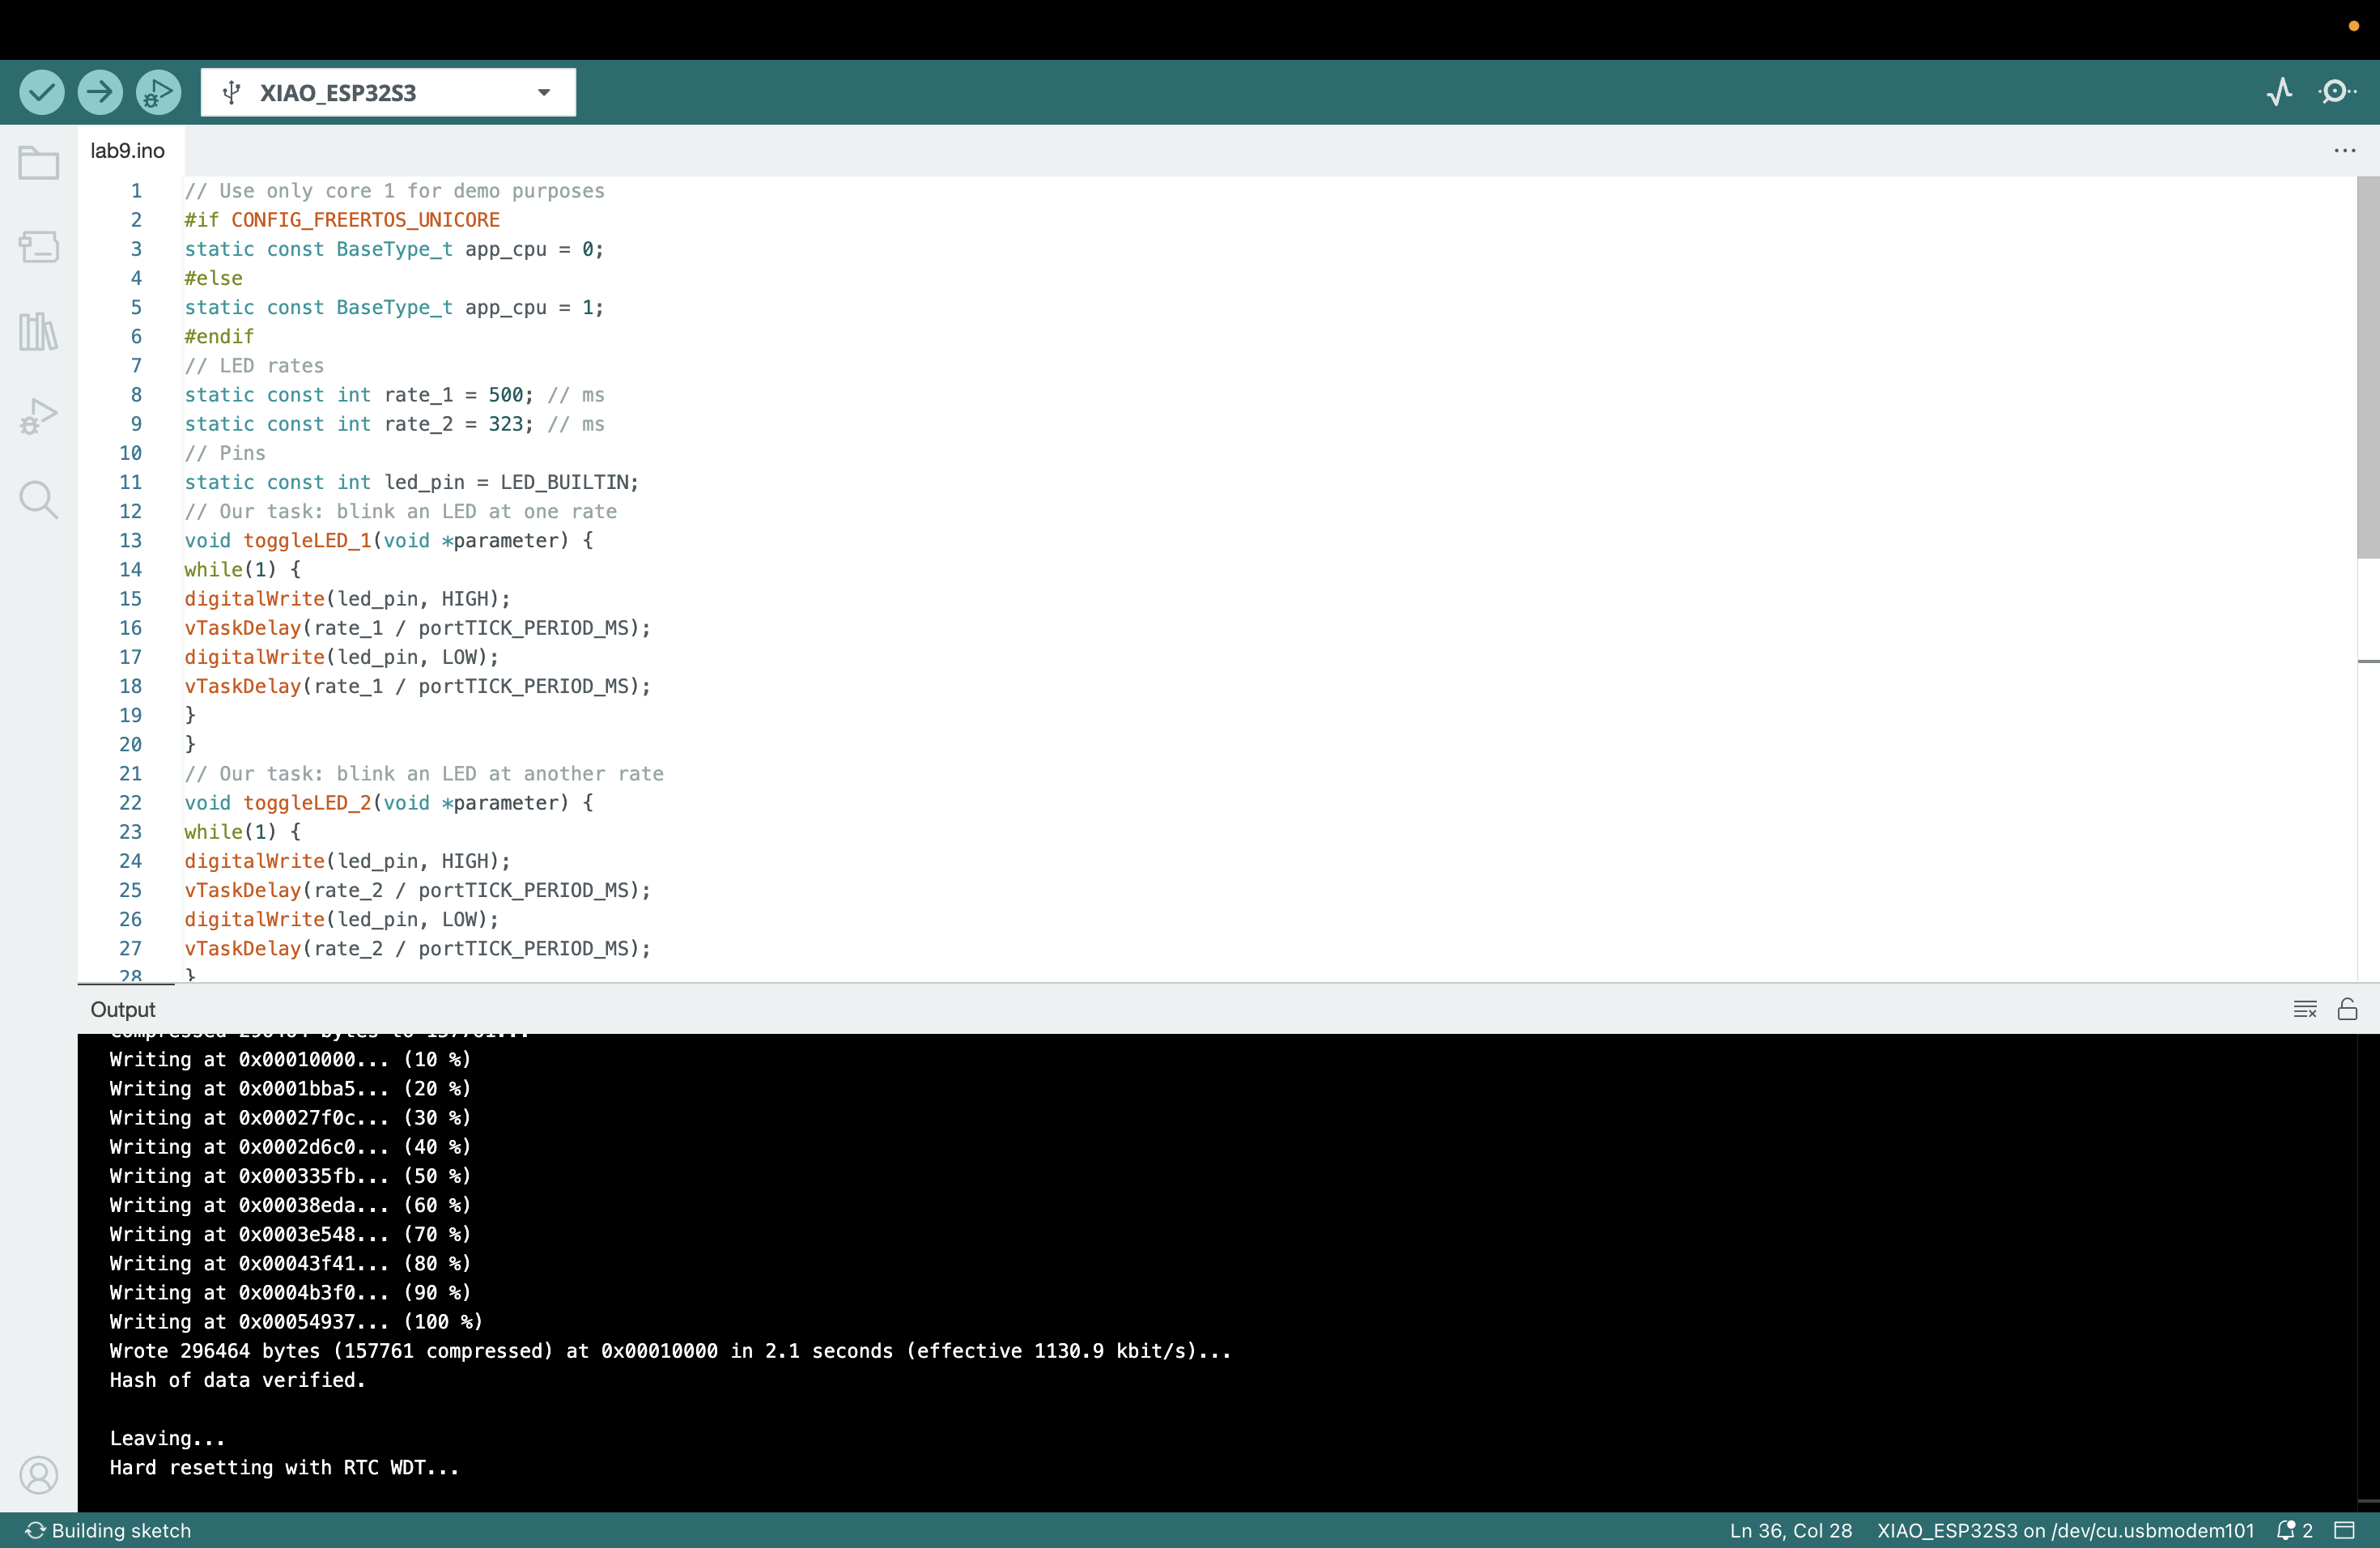 XIAO_ESP32S3
lab9.ino
1 // Use only core 1 for demo purposes
2 #if CONFIG_FREERTOS_UNICORE
3 static const BaseType_t app_cpu = 0;
4 #else
5 static const BaseType_t app_cpu = 1;
6 #endif
7 // LED rates
8 static const int rate_1 = 500; // ms
9 static const int rate_2 = 323; // ms
10 // Pins
11 static const int led_pin = LED_BUILTIN;
12 // Our task: blink an LED at one rate
13 void toggleLED_1(void *parameter) {
14 while(1) {
15 digitalWrite(led_pin, HIGH);
16 vTaskDelay(rate_1 / portTICK_PERIOD_MS);
17 digitalWrite(led_pin, LOW);
18 vTaskDelay(rate_1 / portTICK_PERIOD_MS);
19 }
20 }
21 // Our task: blink an LED at another rate
22 void toggleLED_2(void *parameter) {
23 while(1) {
24 digitalWrite(led_pin, HIGH);
25 vTaskDelay(rate_2 / portTICK_PERIOD_MS);
26 digitalWrite(led_pin, LOW);
27 vTaskDelay(rate_2 / portTICK_PERIOD_MS);
28 }
Output
Compressed 296464 bytes to 157761...
Writing at 0x00010000... (10 %)
Writing at 0x0001bba5... (20 %)
Writing at 0x00027f0c... (30 %)
Writing at 0x0002d6c0... (40 %)
Writing at 0x000335fb... (50 %)
Writing at 0x00038eda... (60 %)
Writing at 0x0003e548... (70 %)
Writing at 0x00043f41... (80 %)
Writing at 0x0004b3f0... (90 %)
Writing at 0x00054937... (100 %)
Wrote 296464 bytes (157761 compressed) at 0x00010000 in 2.1 seconds (effective 1130.9 kbit/s)...
Hash of data verified.
Leaving...
Hard resetting with RTC WDT...
Building sketch
Ln 36, Col 28 XIAO_ESP32S3 on /dev/cu.usbmodem101 2